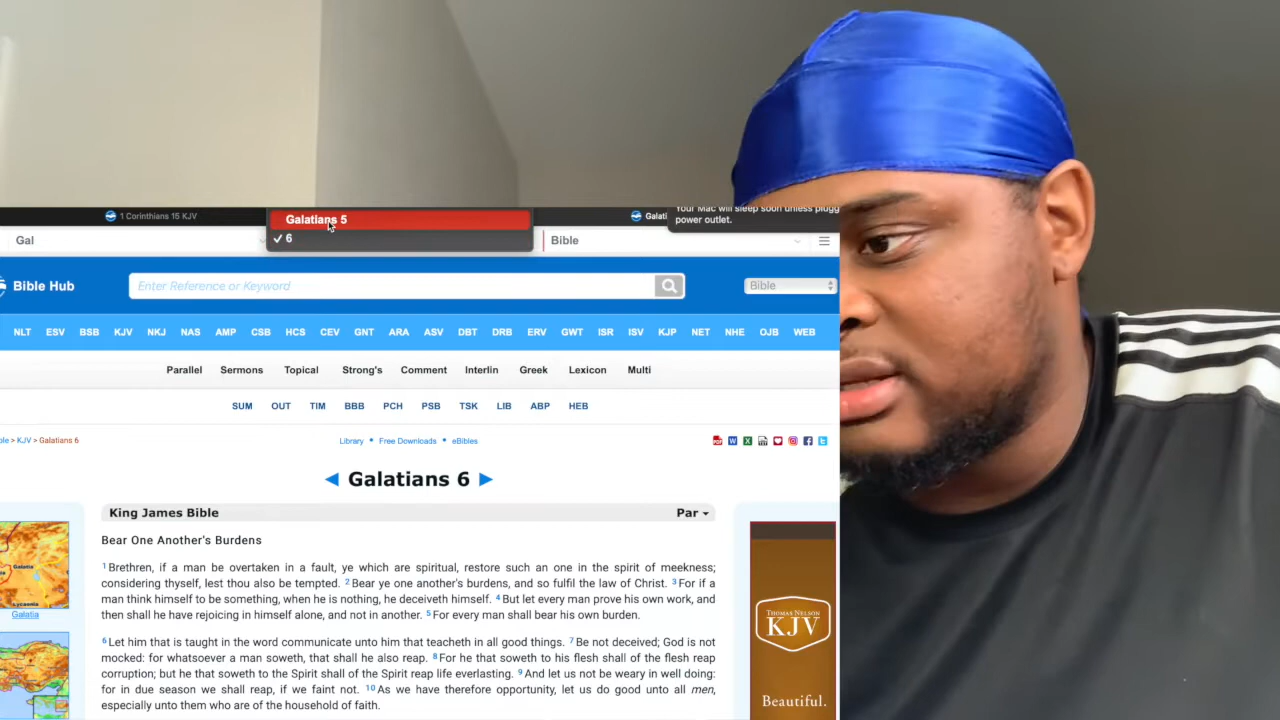 1 Corinthians 15 KJV
Galatians 5
Galati
Your Mac will sleep soon unless plugg
power outlet.
Gal
✓ 6
Bible
Bible Hub
Enter Reference or Keyword
Bible
NLT ESV BSB KJV NKJ NAS AMP CSB HCS CEV GNT ARA ASV DBT DRB ERV GWT ISR ISV KJP NET NHE OJB WEB
Parallel Sermons Topical Strong's Comment Interlin Greek Lexicon Multi
SUM OUT TIM BBB PCH PSB TSK LIB ABP HEB
ble > KJV > Galatians 6
Library • Free Downloads • eBibles
◄ Galatians 6 ►
King James Bible
Par
Bear One Another's Burdens
1 Brethren, if a man be overtaken in a fault, ye which are spiritual, restore such an one in the spirit of meekness;
considering thyself, lest thou also be tempted. 2 Bear ye one another's burdens, and so fulfil the law of Christ. 3 For if a
man think himself to be something, when he is nothing, he deceiveth himself. 4 But let every man prove his own work, and
then shall he have rejoicing in himself alone, and not in another. 5 For every man shall bear his own burden.
6 Let him that is taught in the word communicate unto him that teacheth in all good things. 7 Be not deceived; God is not
mocked: for whatsoever a man soweth, that shall he also reap. 8 For he that soweth to his flesh shall of the flesh reap
corruption; but he that soweth to the Spirit shall of the Spirit reap life everlasting. 9 And let us not be weary in well doing:
for in due season we shall reap, if we faint not. 10 As we have therefore opportunity, let us do good unto all men,
especially unto them who are of the household of faith.
Galatia
Lycaonia
Galatia
THOMAS NELSON
KJV
Beautiful.